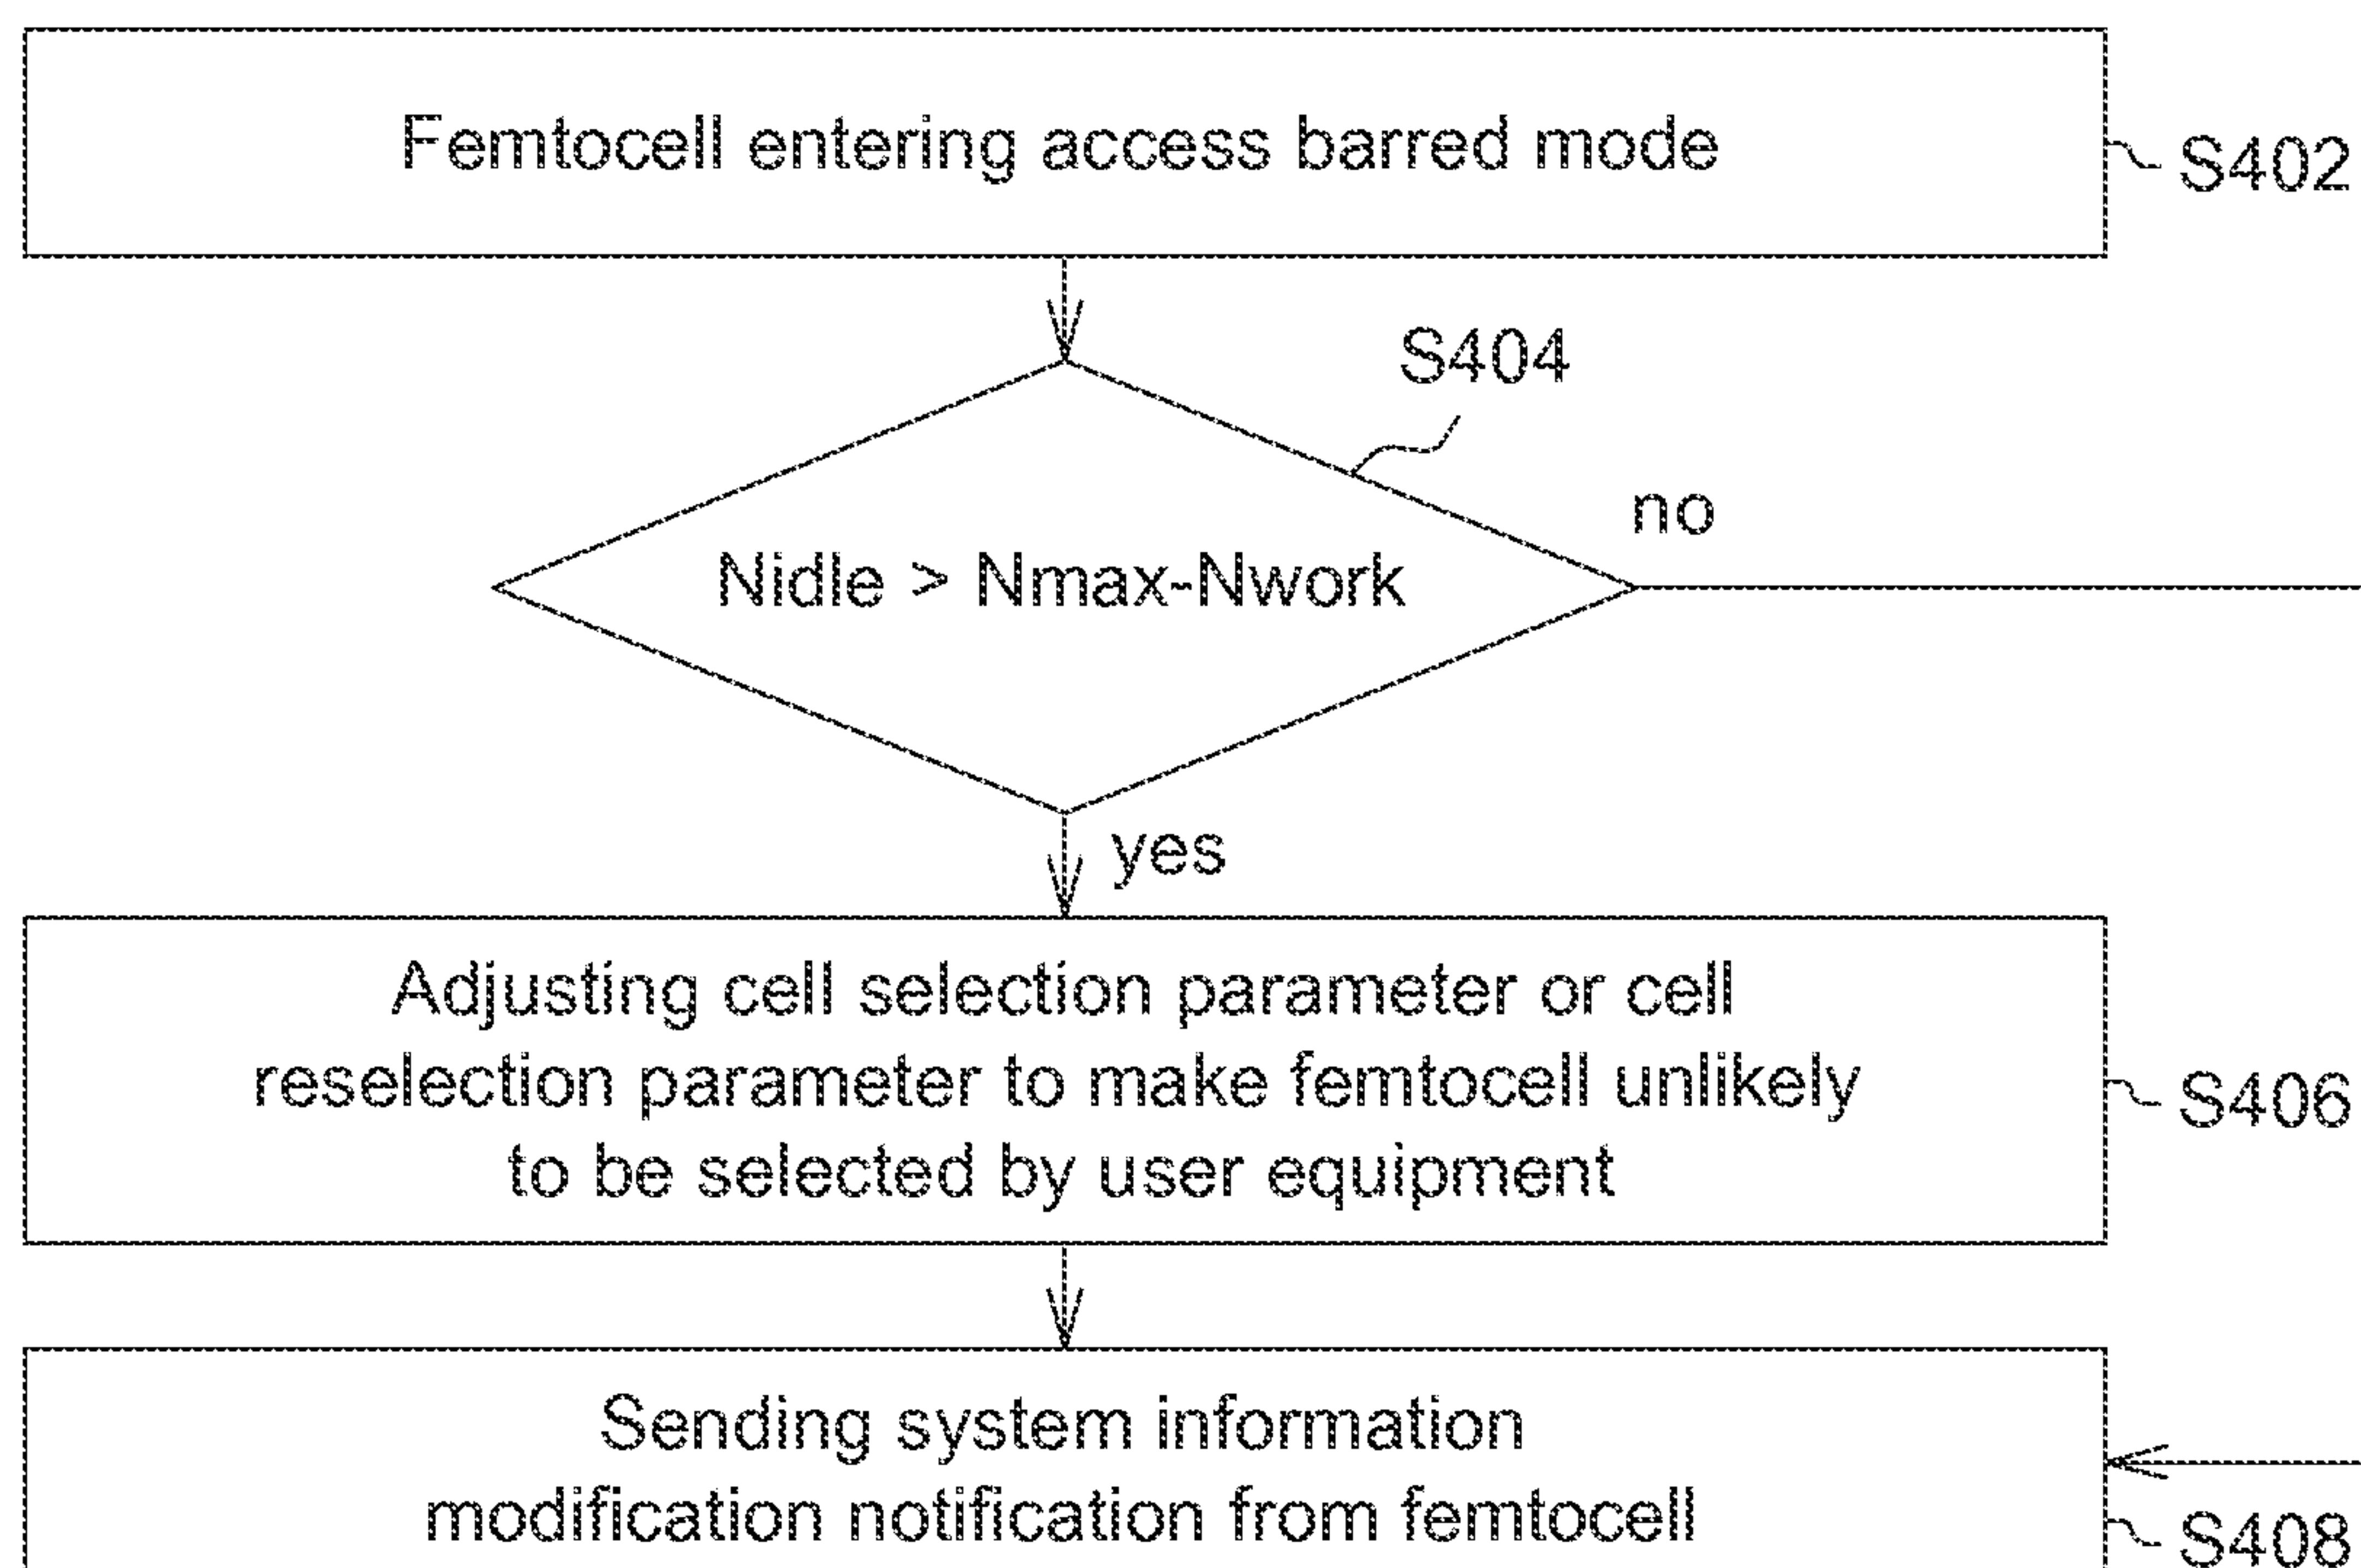 Femtocell entering access barred mode
S402
S404
no
Nidle > Nmax-Nwork
yes
Adjusting cell selection parameter or cell
reselection parameter to make femtocell unlikely
to be selected by user equipment
S406
Sending system information
modification notification from femtocell
S408